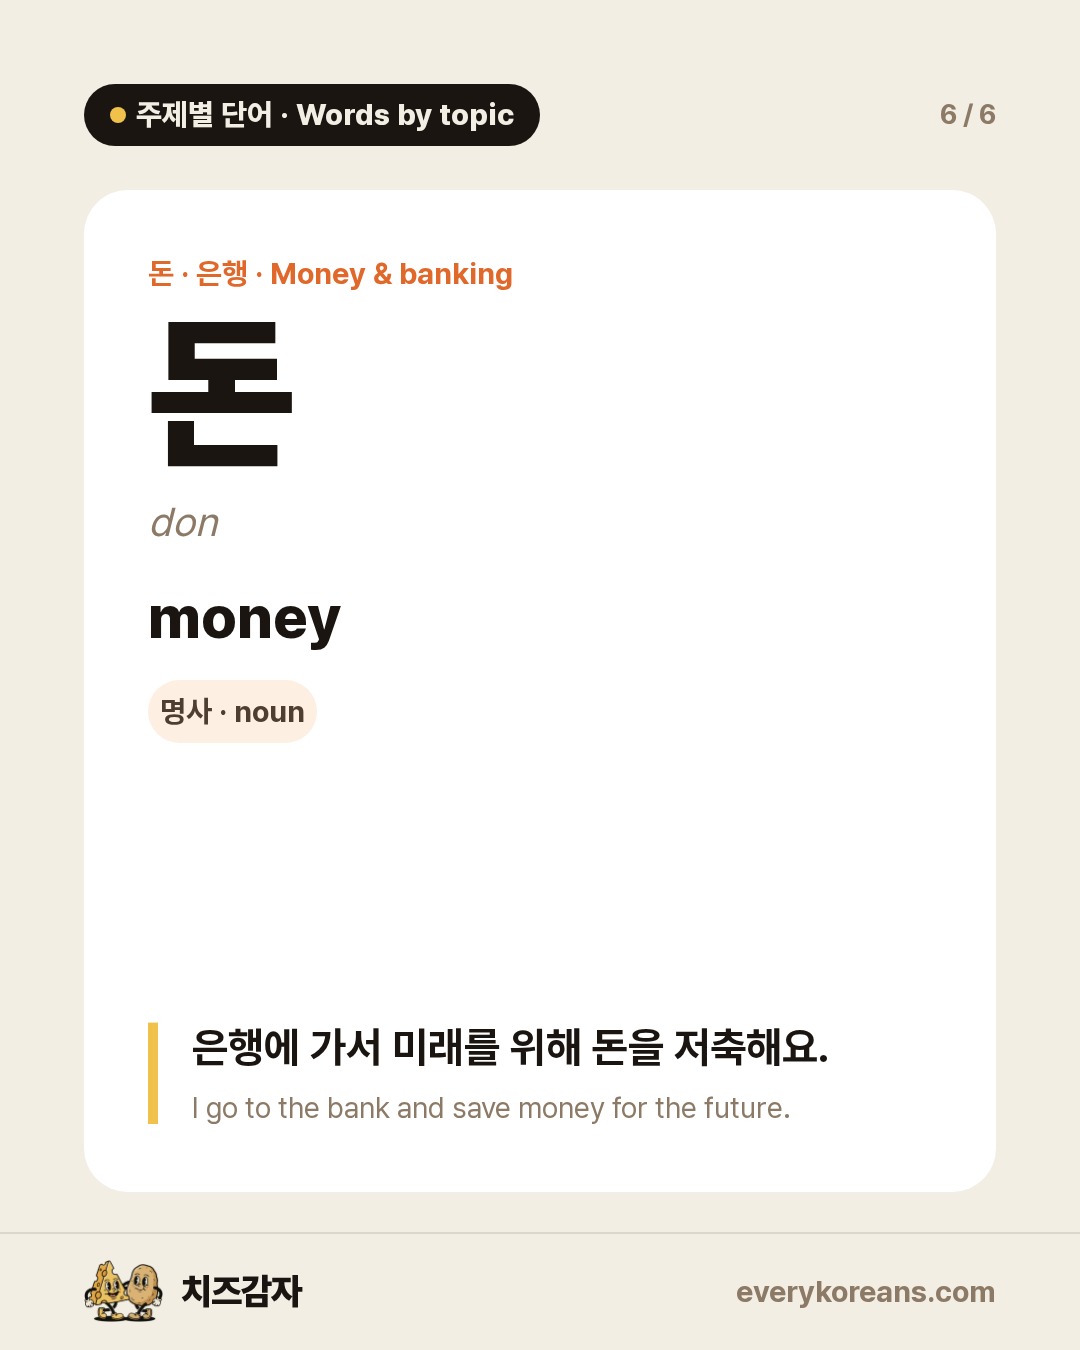 주제별 단어 · Words by topic
6 / 6
돈 · 은행 · Money & banking
돈
don
money
명사 · noun
은행에 가서 미래를 위해 돈을 저축해요.
I go to the bank and save money for the future.
치즈감자
everykoreans.com